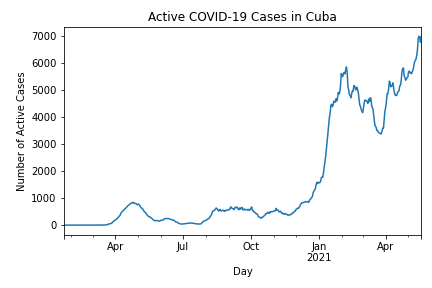 Active COVID-19 Cases in Cuba
7000
6000
5000
4000
3000
2000
1000
0
Number of Active Cases
Apr
Jul
Oct
Jan
2021
Apr
Day